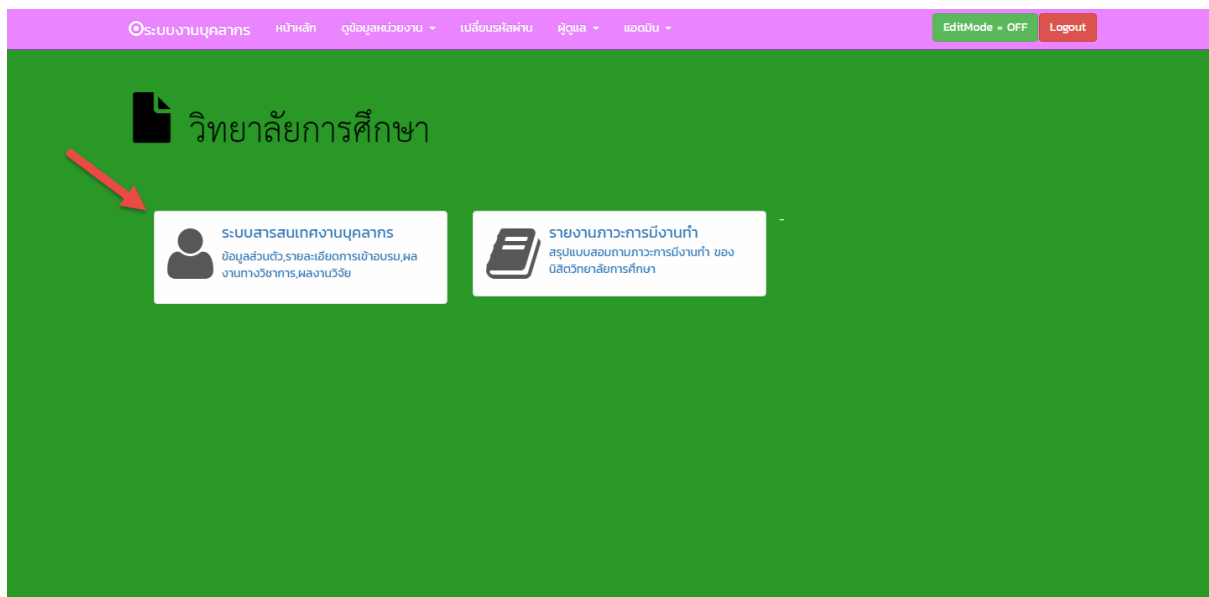 ระบบงานบุคลากร หน้าหลัก ดูข้อมูลหน่วยงาน เปลี่ยนรหัสผ่าน ผู้ดูแล แอดมิน EditMode = OFF Logout
วิทยาลัยการศึกษา
ระบบสารสนเทศงานบุคลากร
ข้อมูลส่วนตัว,รายละเอียดการเข้าอบรม,ผล
งานทางวิชาการ,ผลงานวิจัย
รายงานภาวะการมีงานทำ
สรุปแบบสอบถามภาวะการมีงานทำ ของ
นิสิตวิทยาลัยการศึกษา
-